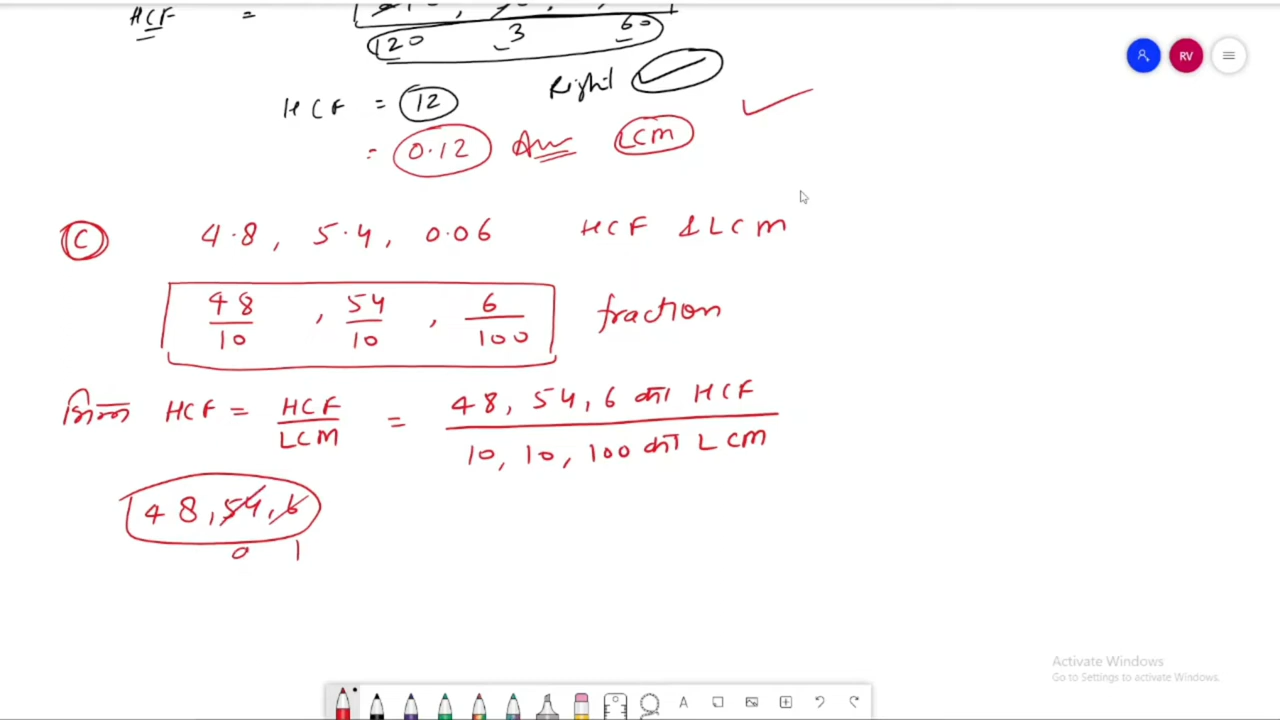 HCF =
120 3 60
Right
HCF = 12
= 0.12 Ans LCM
RV
C 4.8, 5.4, 0.06 HCF & LCM
48/10, 54/10, 6/100 fraction
भिन्न HCF = HCF/LCM = 48, 54, 6 का HCF / 10, 10, 100 का LCM
48, 54, 6
0 1
Activate Windows
Go to Settings to activate Windows.
A